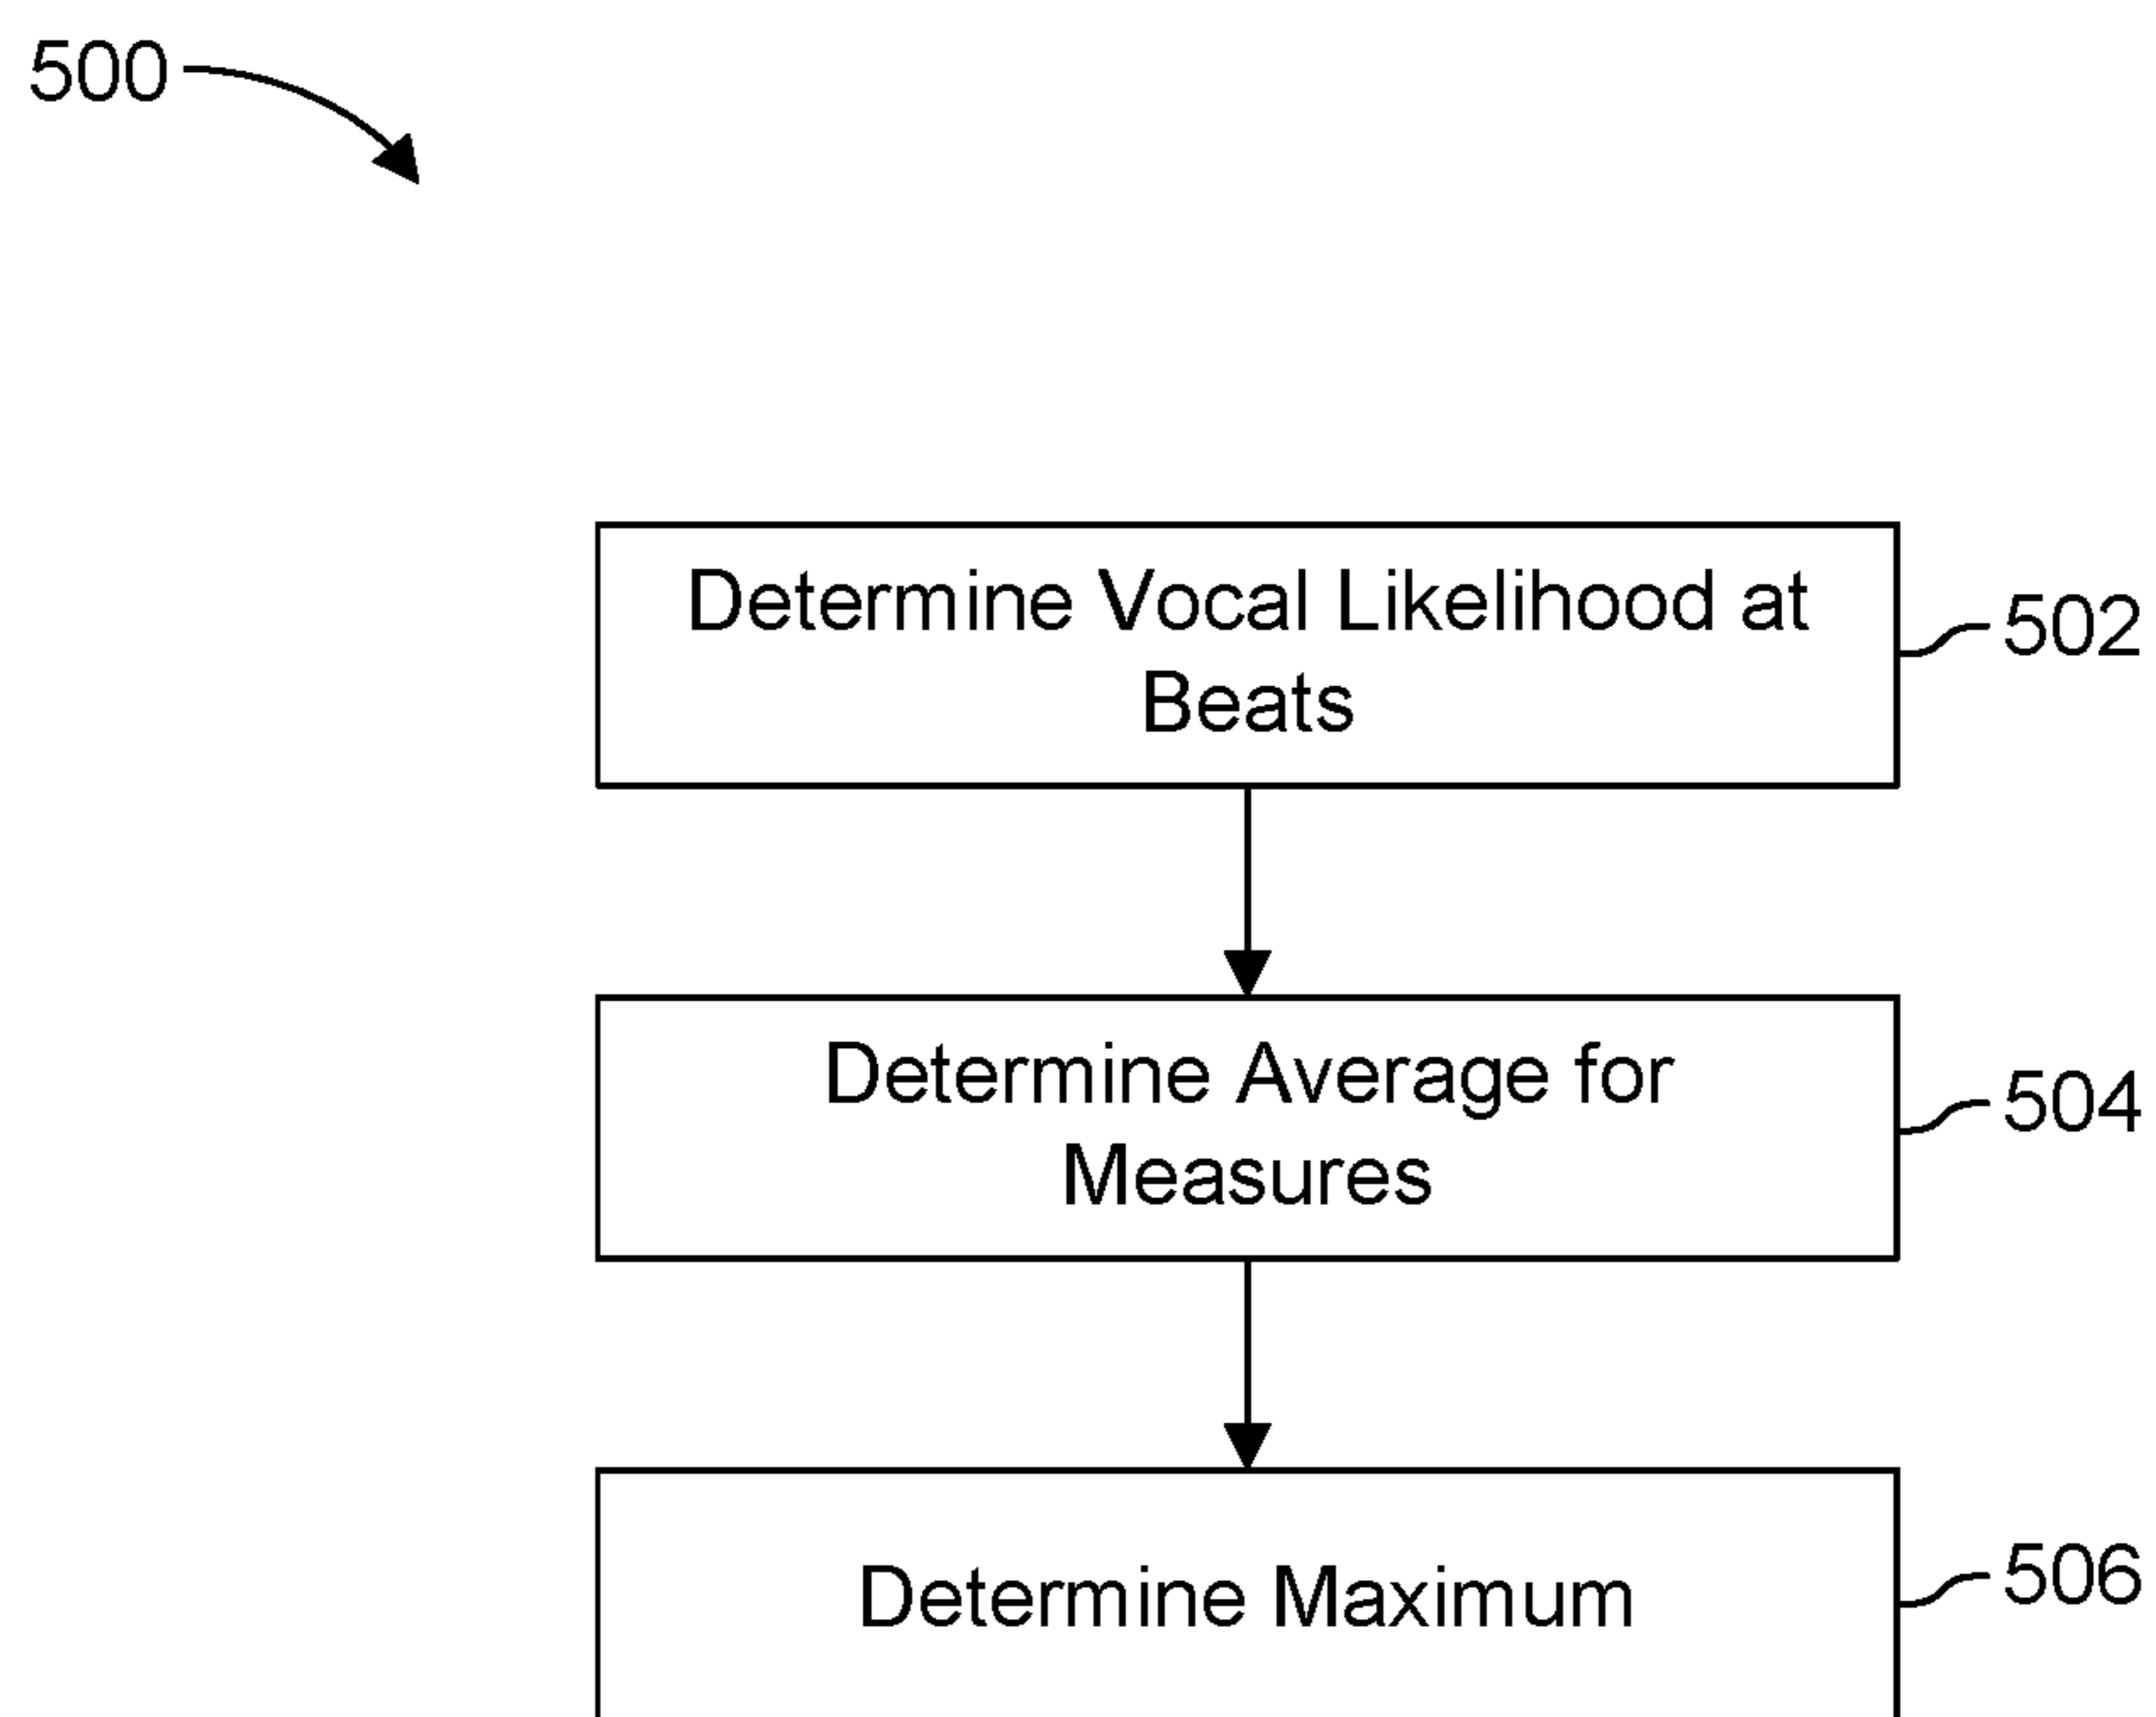 500
Determine Vocal Likelihood at
Beats
502
Determine Average for
Measures
504
Determine Maximum
506